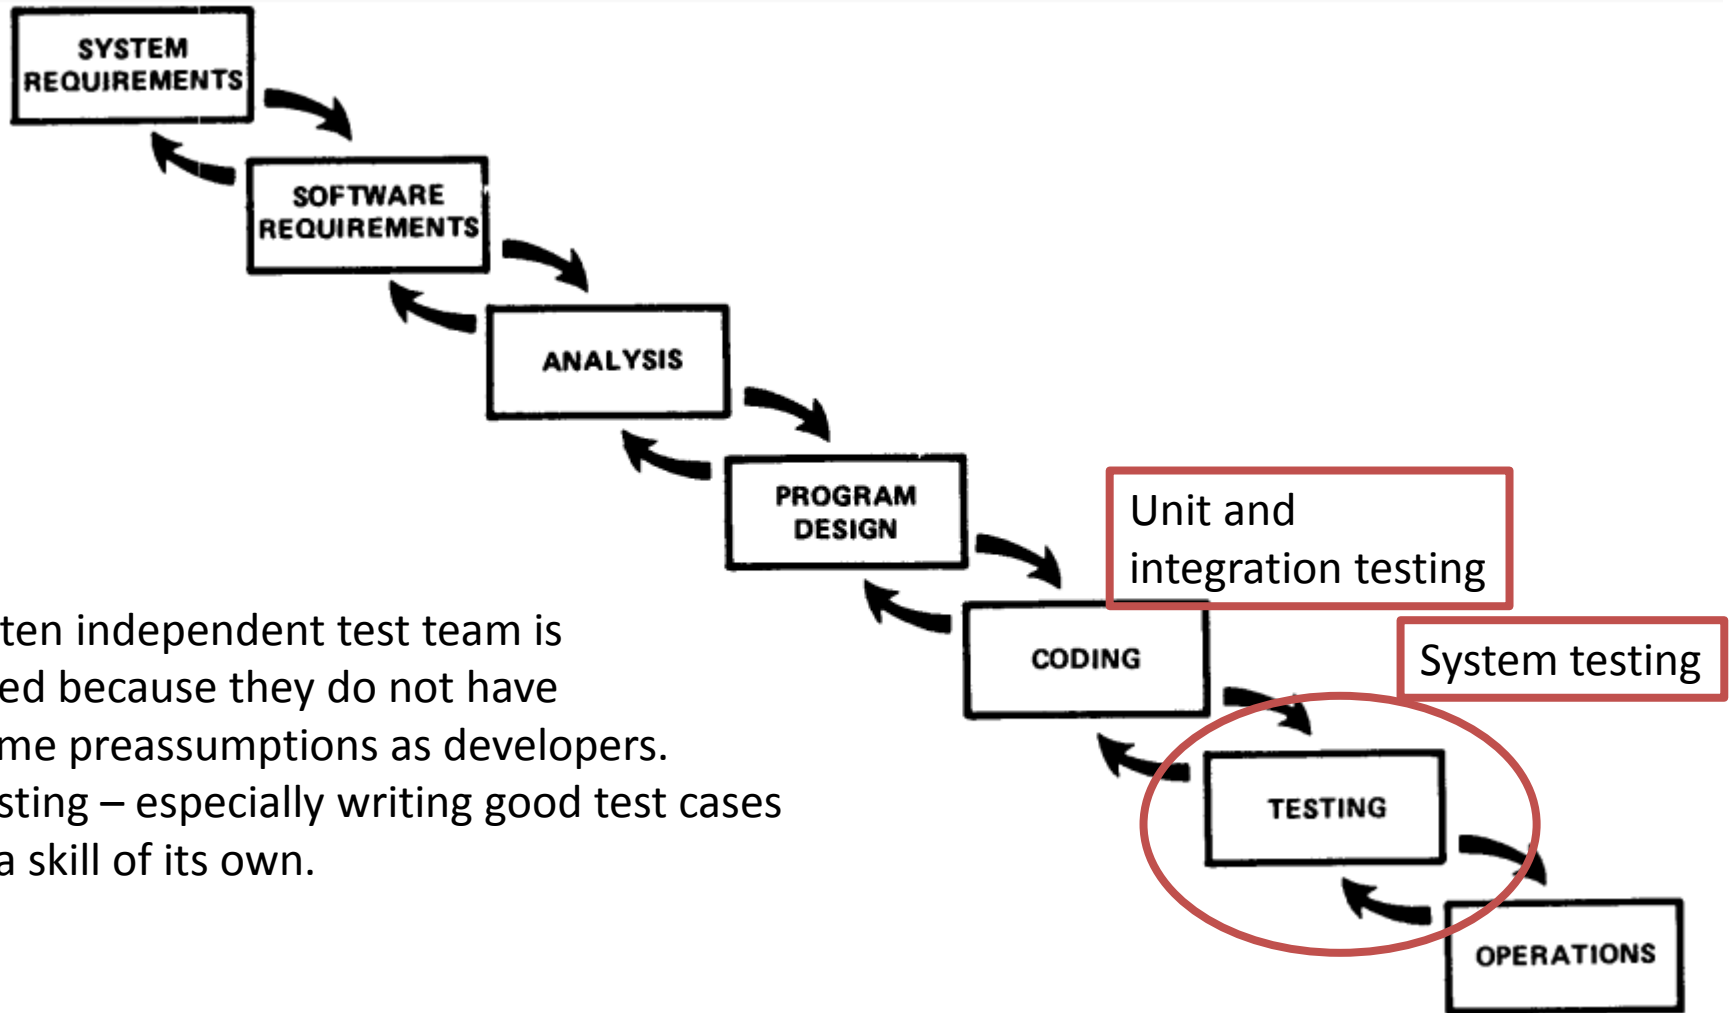 SYSTEM
REQUIREMENTS
SOFTWARE
REQUIREMENTS
ANALYSIS
PROGRAM
DESIGN
Unit and
integration testing
CODING
System testing
ten independent test team is
ed because they do not have
me preassumptions as developers.
sting – especially writing good test cases
a skill of its own.
TESTING
OPERATIONS